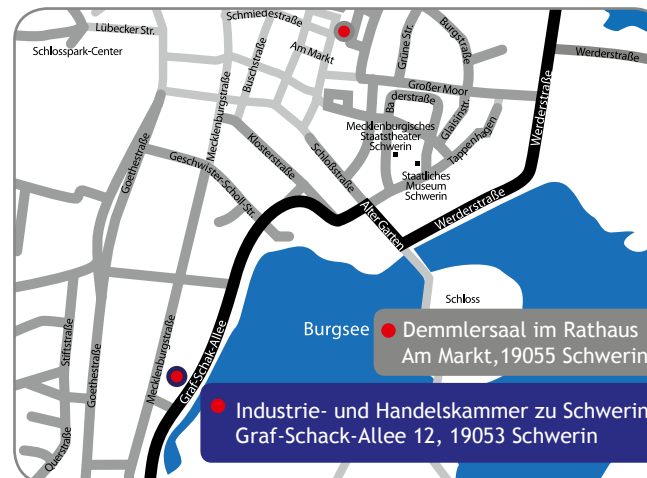 Lübecker Str.
Schmiedestraße
Schlosspark-Center
Am Markt
Buschstraße
Grüne Str.
Burgstraße
Werderstraße
Großer Moor
Mecklenburgstraße
Baderstraße
Glaisinstr.
Werderstraße
Goethestraße
Klosterstraße
Mecklenburgisches
Staatstheater
Schwerin
Tappenhagen
Geschwister-Scholl-Str.
Schloßstraße
Staatliches
Museum
Schwerin
Alter Garten
Werderstraße
Schloss
Burgsee
Demmlersaal im Rathaus
Am Markt,19055 Schwerin
Stiftstraße
Goethestraße
Mecklenburgstraße
Graf-Schak-Allee
Industrie- und Handelskammer zu Schwerin
Graf-Schack-Allee 12, 19053 Schwerin
Querstraße